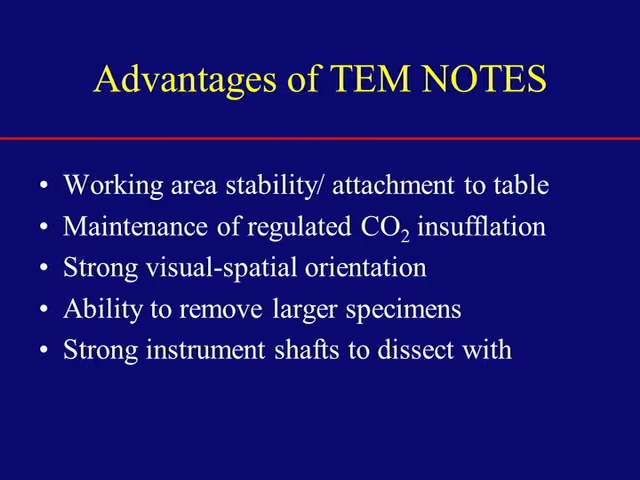 Advantages of TEM NOTES
• Working area stability/ attachment to table
• Maintenance of regulated CO₂ insufflation
• Strong visual-spatial orientation
• Ability to remove larger specimens
• Strong instrument shafts to dissect with